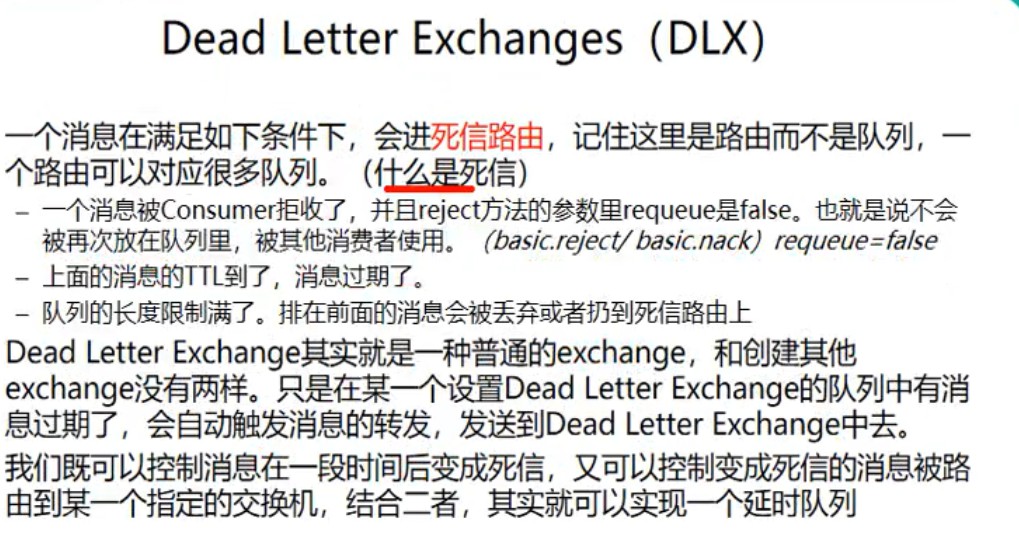 Dead Letter Exchanges（DLX）
一个消息在满足如下条件下，会进死信路由，记住这里是路由而不是队列，一
个路由可以对应很多队列。（什么是死信）
– 一个消息被Consumer拒收了，并且reject方法的参数里requeue是false。也就是说不会
被再次放在队列里，被其他消费者使用。（basic.reject/ basic.nack）requeue=false
– 上面的消息的TTL到了，消息过期了。
– 队列的长度限制满了。排在前面的消息会被丢弃或者扔到死信路由上
Dead Letter Exchange其实就是一种普通的exchange，和创建其他
exchange没有两样。只是在某一个设置Dead Letter Exchange的队列中有消
息过期了，会自动触发消息的转发，发送到Dead Letter Exchange中去。
我们既可以控制消息在一段时间后变成死信，又可以控制变成死信的消息被路
由到某一个指定的交换机，结合二者，其实就可以实现一个延时队列